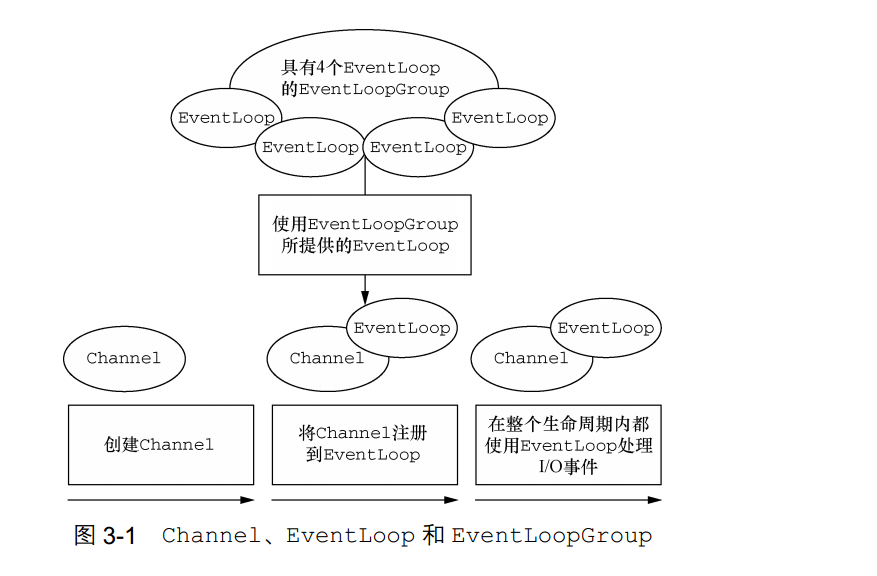 具有4个EventLoop
的EventLoopGroup
EventLoop
EventLoop
EventLoop
EventLoop
使用EventLoopGroup
所提供的EventLoop
Channel
Channel
EventLoop
Channel
EventLoop
创建Channel
将Channel注册
到EventLoop
在整个生命周期内都
使用EventLoop处理
I/O事件
图 3-1 Channel、EventLoop 和 EventLoopGroup